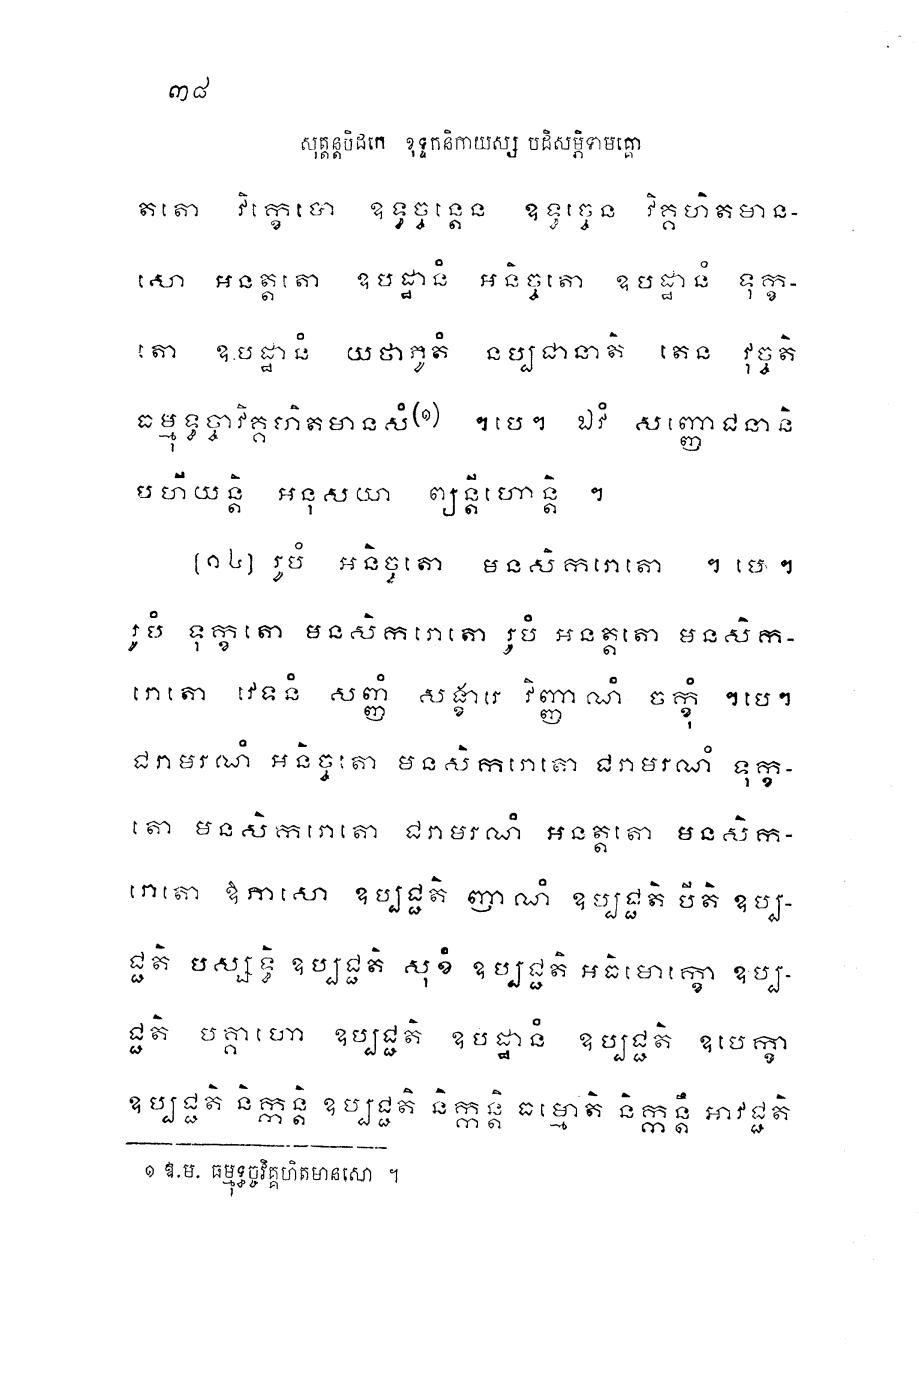 ៣៨
សុត្តន្តបិដកេ ខុទ្ទកនិកាយស្ស បដិសម្ភិទាមគ្គោ
តតោ វិក្ខេបោ ឧទ្ធច្ចន្តេន ឧទ្ធច្ចេន វិគ្គហិតមាន-
សោ អនត្តតោ ឧបដ្ឋានំ អនិច្ចតោ ឧបដ្ឋានំ ទុក្ខ-
តោ ឧបដ្ឋានំ យថាភូតំ នប្បជានាតិ តេន វុច្ចតិ
ធម្មុទ្ធច្ចាវិគ្គហិតមានសំ(១) ។បេ។ ឯវំ សញ្ញោជនានិ
បហីយន្តិ អនុសយា ព្យន្តីហោន្តិ ។
(១៤) រូបំ អនិច្ចតោ មនសិករោតោ ។ បេ ។
រូបំ ទុក្ខតោ មនសិករោតោ រូបំ អនត្តតោ មនសិក-
រោតោ វេទនំ សញ្ញំ សង្ខារេ វិញ្ញាណំ ចក្ខុំ ។បេ។
ជរាមរណំ អនិច្ចតោ មនសិករោតោ ជរាមរណំ ទុក្ខ-
តោ មនសិករោតោ ជរាមរណំ អនត្តតោ មនសិក-
រោតោ ឱភាសោ ឧប្បជ្ជតិ ញាណំ ឧប្បជ្ជតិ បីតិ ឧប្ប-
ជ្ជតិ បស្សទ្ធិ ឧប្បជ្ជតិ សុខំ ឧប្បជ្ជតិ អធិមោក្ខោ ឧប្ប-
ជ្ជតិ បគ្គាហោ ឧប្បជ្ជតិ ឧបដ្ឋានំ ឧប្បជ្ជតិ ឧបេក្ខា
ឧប្បជ្ជតិ និក្កន្តិ ឧប្បជ្ជតិ និក្កន្តិ ធម្មោតិ និក្កន្តឹ អាវជ្ជតិ
១ ឱ.ម. ធម្មុទ្ធច្ចវិគ្គហិតមានសោ ។